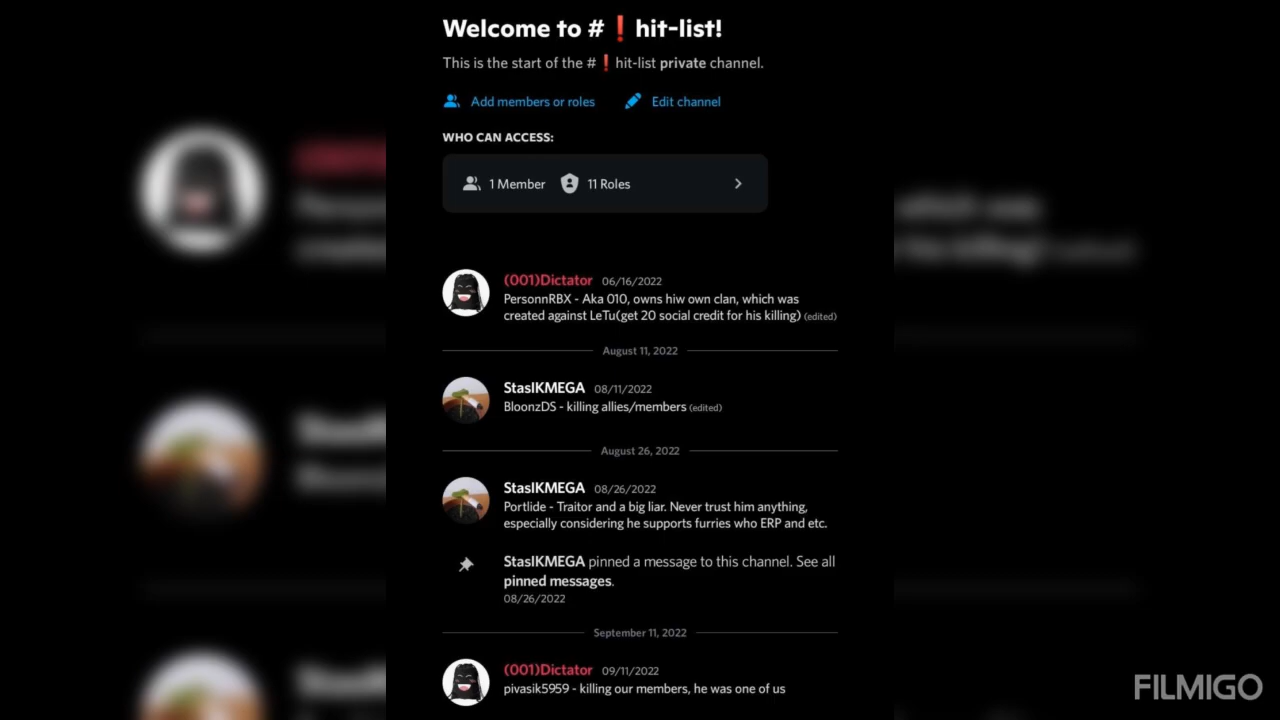 Welcome to #❗hit-list!
This is the start of the #❗hit-list private channel.
Add members or roles Edit channel
WHO CAN ACCESS:
1 Member 11 Roles
(001)Dictator 06/16/2022
PersonnRBX - Aka 010, owns hiw own clan, which was
created against LeTu(get 20 social credit for his killing) (edited)
August 11, 2022
StasIKMEGA 08/11/2022
BloonzDS - killing allies/members (edited)
August 26, 2022
StasIKMEGA 08/26/2022
Portlide - Traitor and a big liar. Never trust him anything,
especially considering he supports furries who ERP and etc.
StasIKMEGA pinned a message to this channel. See all
pinned messages.
08/26/2022
September 11, 2022
(001)Dictator 09/11/2022
pivasik5959 - killing our members, he was one of us
FILMIGO